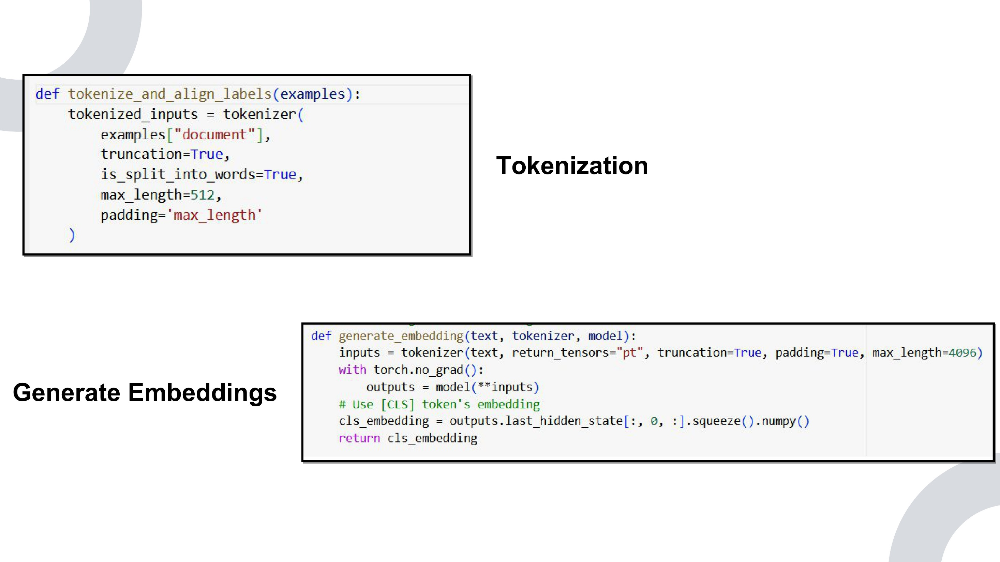 def tokenize_and_align_labels(examples):
    tokenized_inputs = tokenizer(
        examples["document"],
        truncation=True,
        is_split_into_words=True,
        max_length=512,
        padding='max_length'
    )
Tokenization
Generate Embeddings
def generate_embedding(text, tokenizer, model):
    inputs = tokenizer(text, return_tensors="pt", truncation=True, padding=True, max_length=4096)
    with torch.no_grad():
        outputs = model(**inputs)
    # Use [CLS] token's embedding
    cls_embedding = outputs.last_hidden_state[:, 0, :].squeeze().numpy()
    return cls_embedding